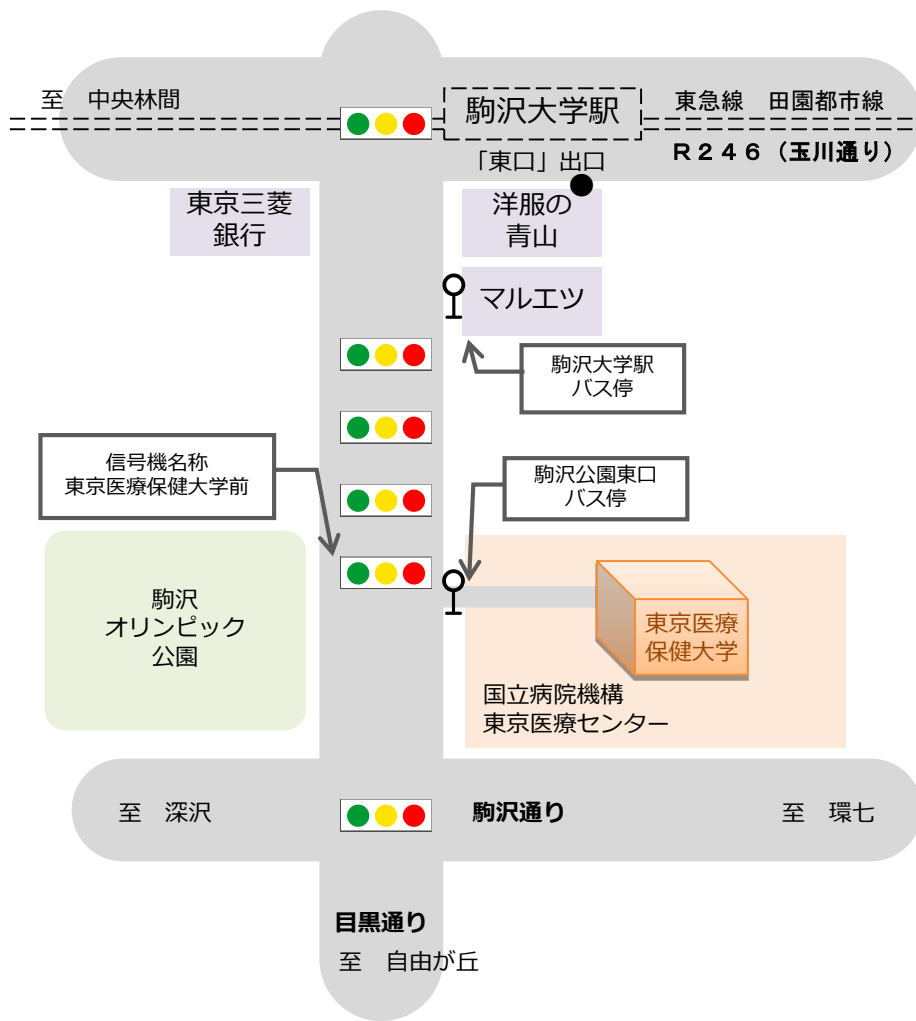 至 中央林間
駒沢大学駅
東急線 田園都市線
R246(玉川通り)
「東口」出口
東京三菱
銀行
洋服の
青山
マルエツ
駒沢大学駅
バス停
信号機名称
東京医療保健大学前
駒沢公園東口
バス停
駒沢
オリンピック
公園
東京医療
保健大学
国立病院機構
東京医療センター
至 深沢
駒沢通り
至 環七
目黒通り
至 自由が丘